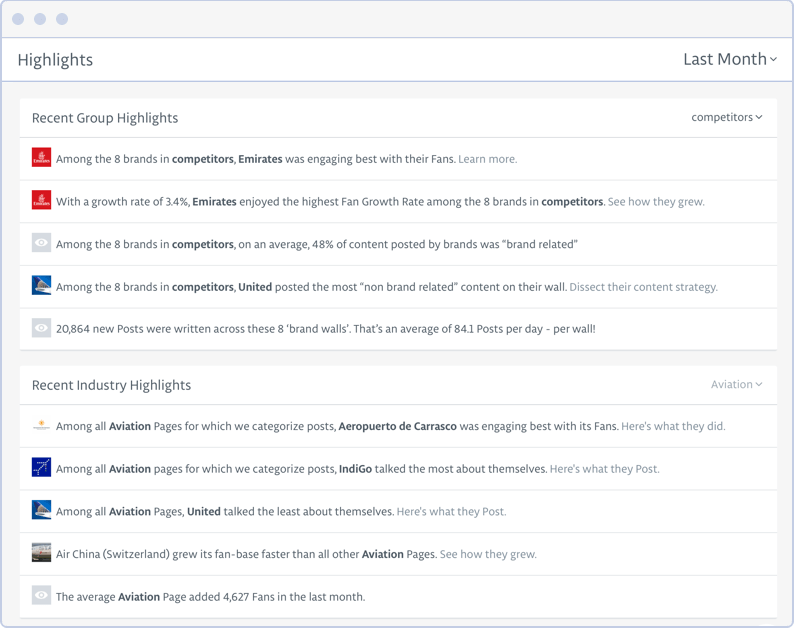 Highlights
Last Month
Recent Group Highlights
competitors
Among the 8 brands in competitors, Emirates was engaging best with their Fans. Learn more.
With a growth rate of 3.4%, Emirates enjoyed the highest Fan Growth Rate among the 8 brands in competitors. See how they grew.
Among the 8 brands in competitors, on an average, 48% of content posted by brands was “brand related”
Among the 8 brands in competitors, United posted the most “non brand related” content on their wall. Dissect their content strategy.
20,864 new Posts were written across these 8 ‘brand walls’. That’s an average of 84.1 Posts per day - per wall!
Recent Industry Highlights
Aviation
Among all Aviation Pages for which we categorize posts, Aeropuerto de Carrasco was engaging best with its Fans. Here’s what they did.
Among all Aviation pages for which we categorize posts, IndiGo talked the most about themselves. Here’s what they Post.
Among all Aviation Pages, United talked the least about themselves. Here’s what they Post.
Air China (Switzerland) grew its fan-base faster than all other Aviation Pages. See how they grew.
The average Aviation Page added 4,627 Fans in the last month.